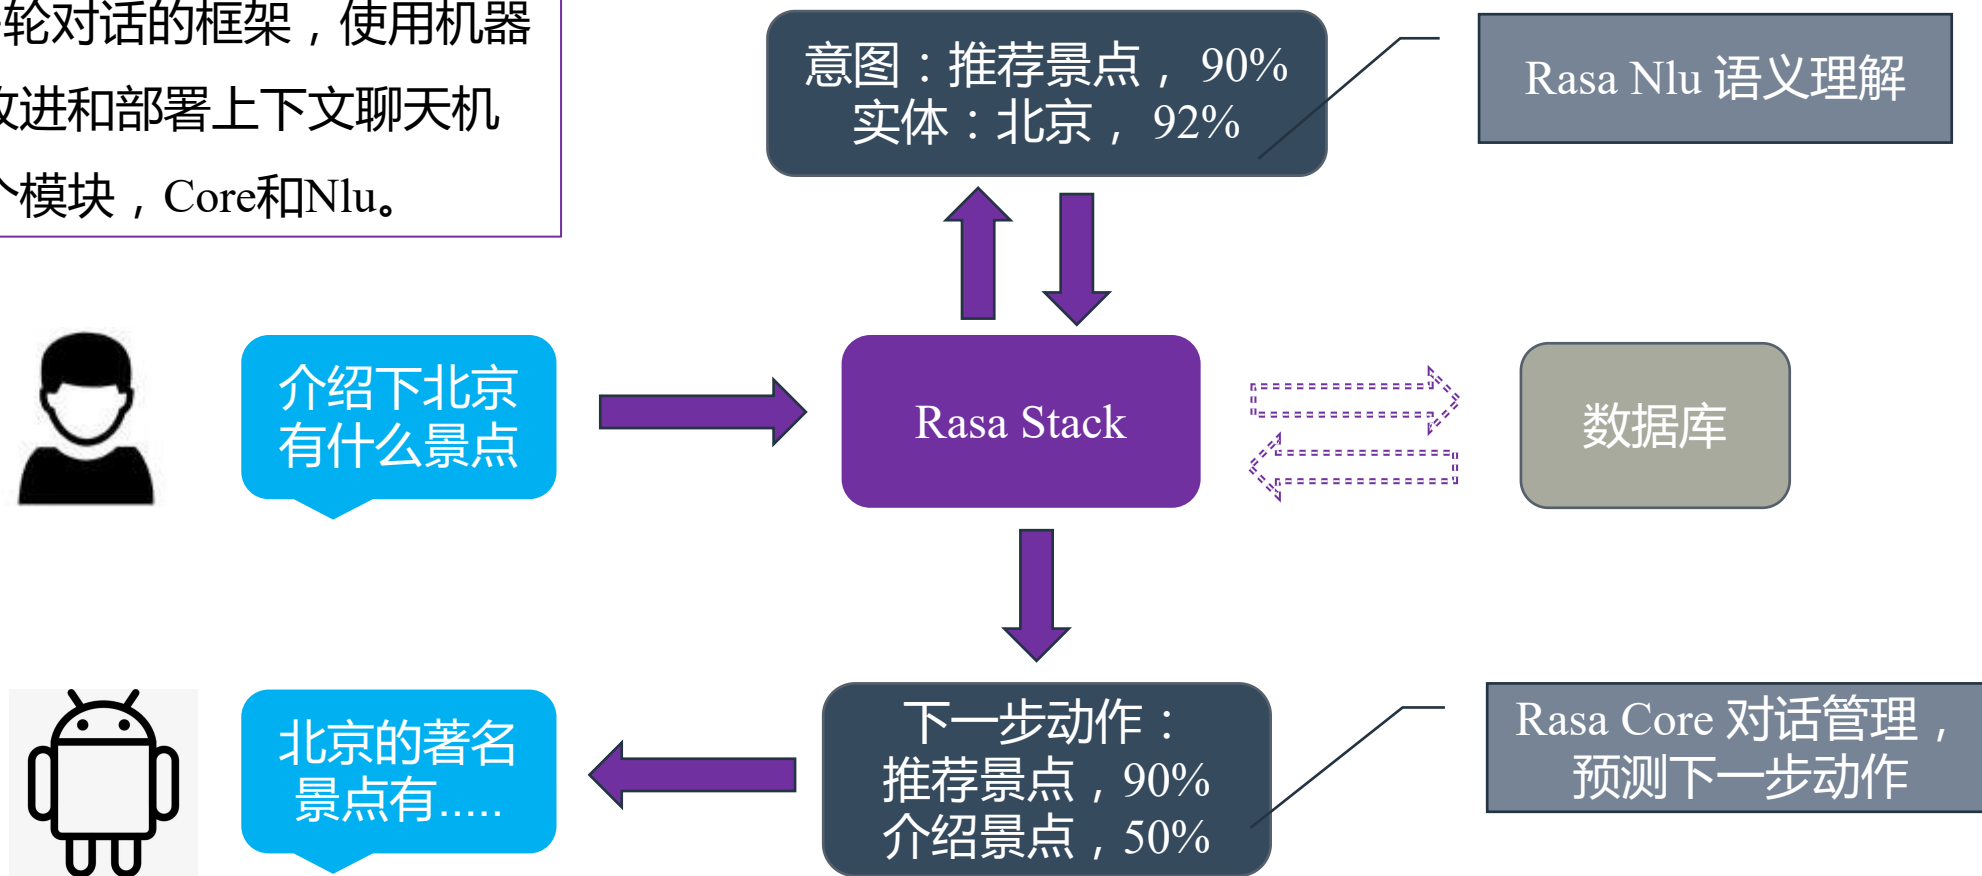 轮对话的框架，使用机器
改进和部署上下文聊天机
个模块，Core和Nlu。
意图：推荐景点，90%
实体：北京，92%
Rasa Nlu 语义理解
介绍下北京
有什么景点
Rasa Stack
数据库
北京的著名
景点有.....
下一步动作：
推荐景点，90%
介绍景点，50%
Rasa Core 对话管理，
预测下一步动作